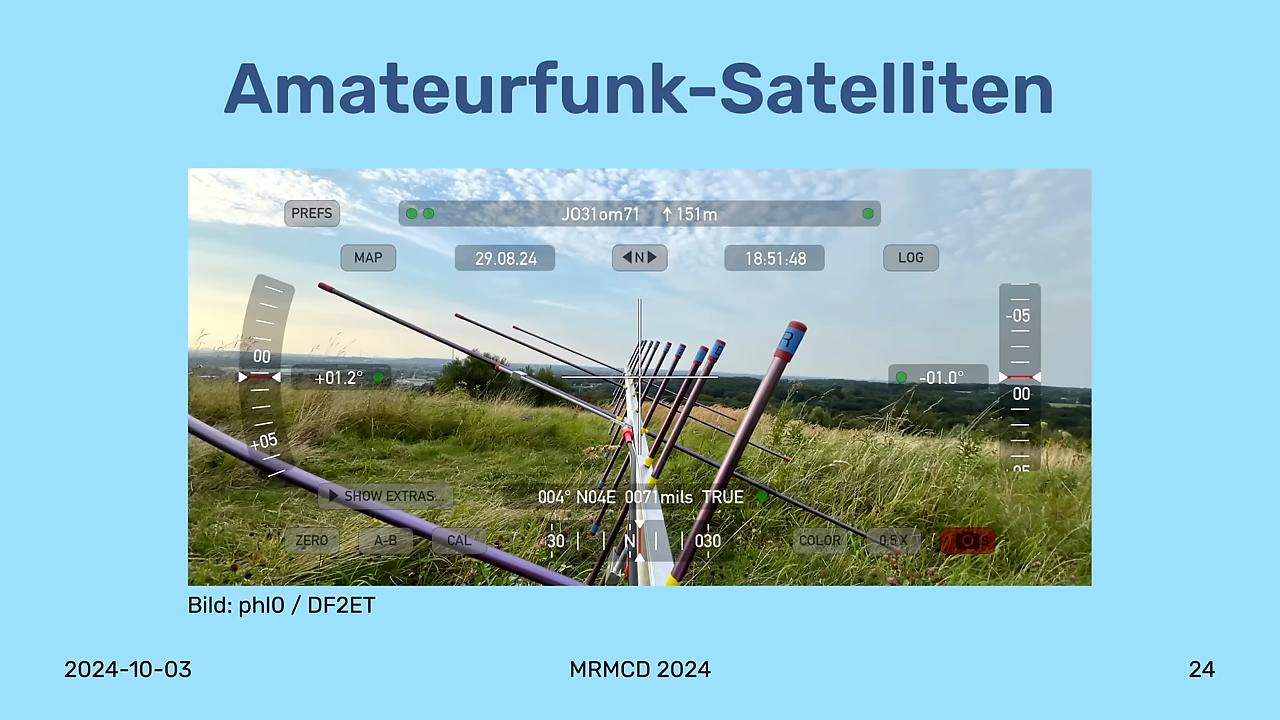 Amateurfunk-Satelliten
PREFS
JO31om71 ↑151m
MAP
29.08.24
◀N▶
18:51:48
LOG
R
-05
00
+01.2°
-01.0°
00
+05
▶ SHOW EXTRAS...
004° N04E 0071mils TRUE
ZERO
A-B
CAL
30 | | N | | 030
COLOR
0.5 X
Bild: phl0 / DF2ET
2024-10-03
MRMCD 2024
24